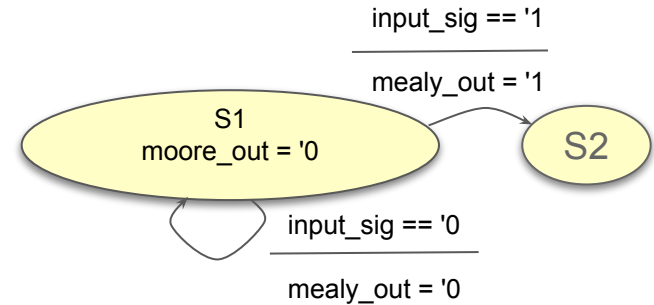 input_sig == '1
mealy_out = '1
S1
moore_out = '0
S2
input_sig == '0
mealy_out = '0